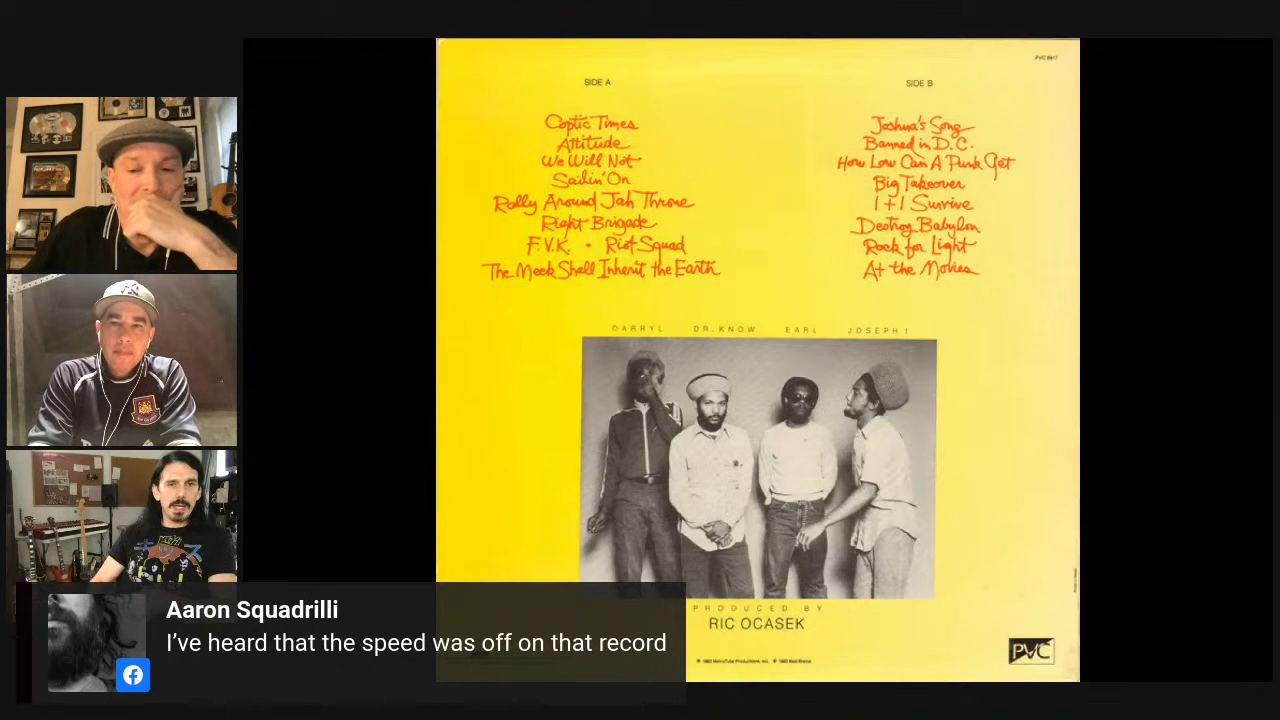 PVC 8917
SIDE A
Coptic Times
Attitude
We Will Not
Sailin' On
Rally Around Jah Throne
Right Brigade
F.V.K. • Riot Squad
The Meek Shall Inherit the Earth
SIDE B
Joshua's Song
Banned in D.C.
How Low Can A Punk Get
Big Takeover
I + I Survive
Destroy Babylon
Rock for Light
At the Movies
DARRYL DR. KNOW EARL JOSEPH I
PRODUCED BY
RIC OCASEK
PVC
Aaron Squadrilli
I've heard that the speed was off on that record